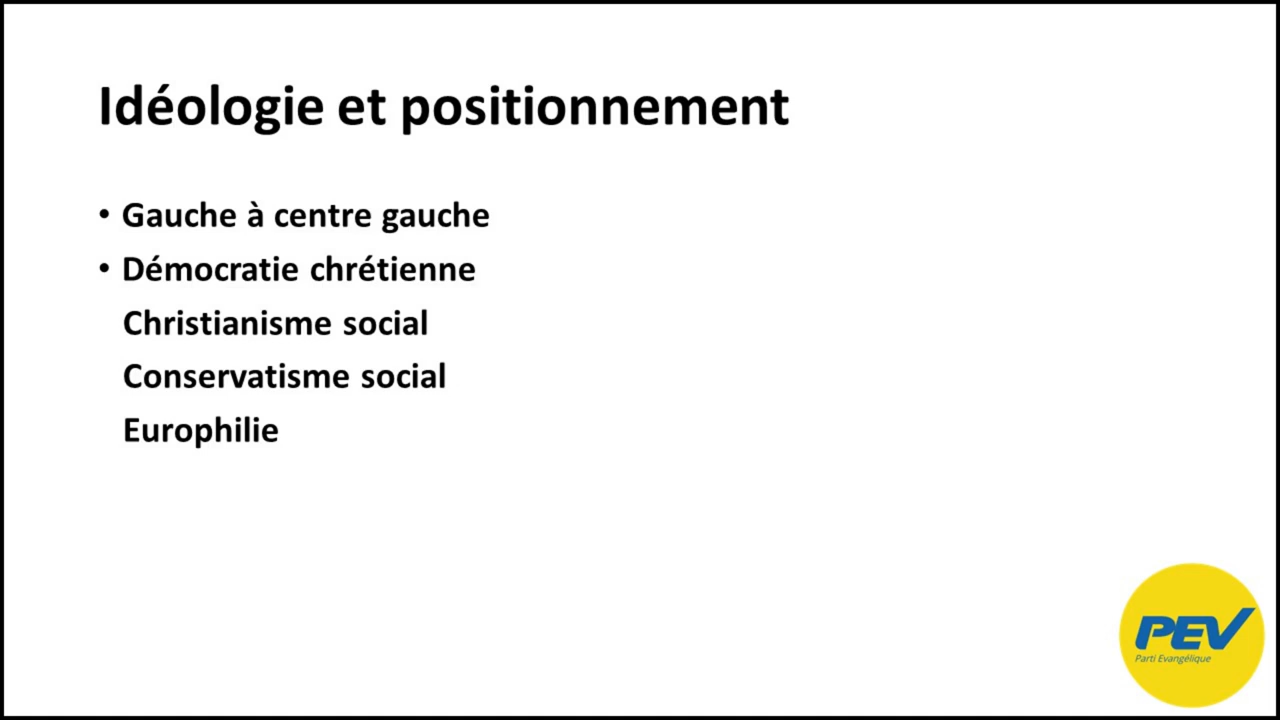 Idéologie et positionnement
• Gauche à centre gauche
• Démocratie chrétienne
Christianisme social
Conservatisme social
Europhilie
PEV
Parti Evangélique